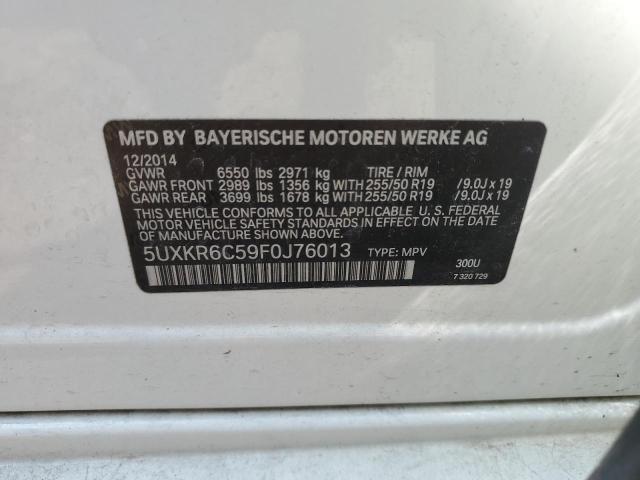 MFD BY BAYERISCHE MOTOREN WERKE AG
12/2014
GVWR 6550 lbs 2971 kg TIRE / RIM
GAWR FRONT 2989 lbs 1356 kg WITH 255/50 R19 /9.0J x 19
GAWR REAR 3699 lbs 1678 kg WITH 255/50 R19 /9.0J x 19
THIS VEHICLE CONFORMS TO ALL APPLICABLE U. S. FEDERAL
MOTOR VEHICLE SAFETY STANDARDS IN EFFECT ON THE DATE
OF MANUFACTURE SHOWN ABOVE.
5UXKR6C59F0J76013 TYPE: MPV
300U
7 320 729